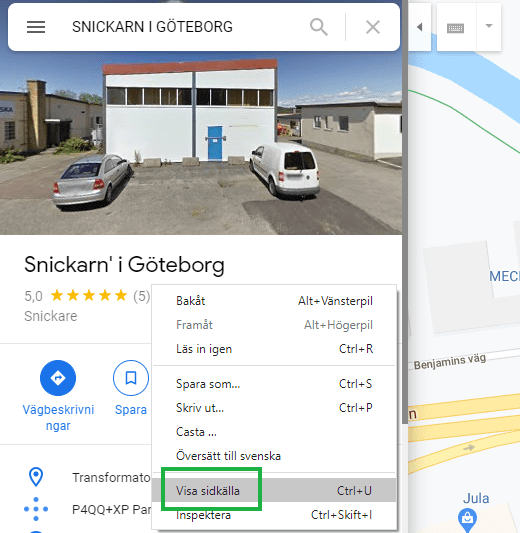 SNICKARN I GÖTEBORG
SKA
Snickarn' i Göteborg
5,0 (5)
Snickare
Vägbeskrivni
ngar
Spara
Transformato
P4QQ+XP Par
Bakåt Alt+Vänsterpil
Framåt Alt+Högerpil
Läs in igen Ctrl+R
Spara som... Ctrl+S
Skriv ut... Ctrl+P
Casta ...
Översätt till svenska
Visa sidkälla Ctrl+U
Inspektera Ctrl+Skift+I
MEC
Benjamins väg
n
Jula